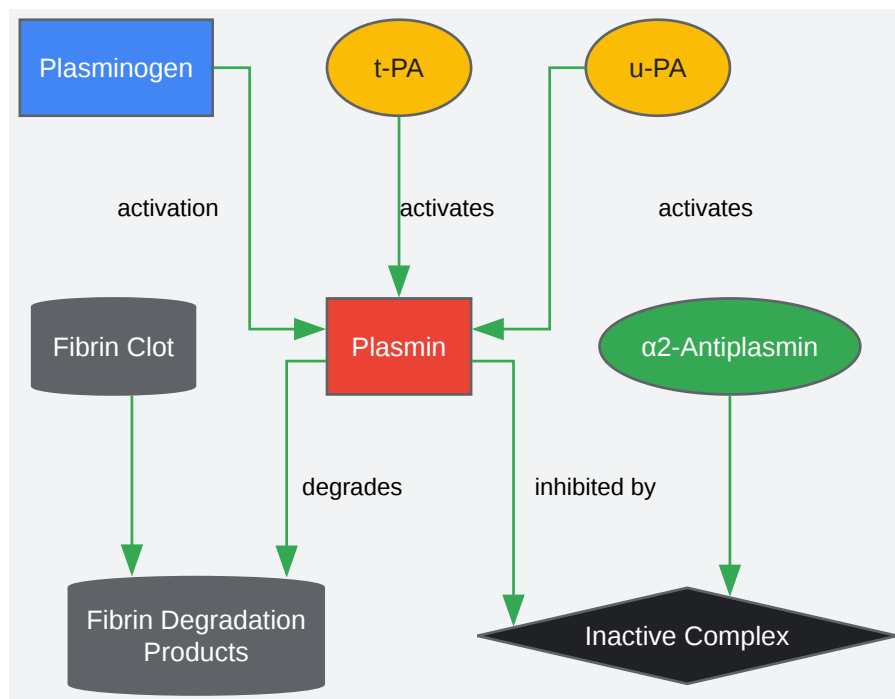 Plasminogen
t-PA
u-PA
activation
activates
activates
Fibrin Clot
Plasmin
α2-Antiplasmin
degrades
inhibited by
Fibrin Degradation
Products
Inactive Complex